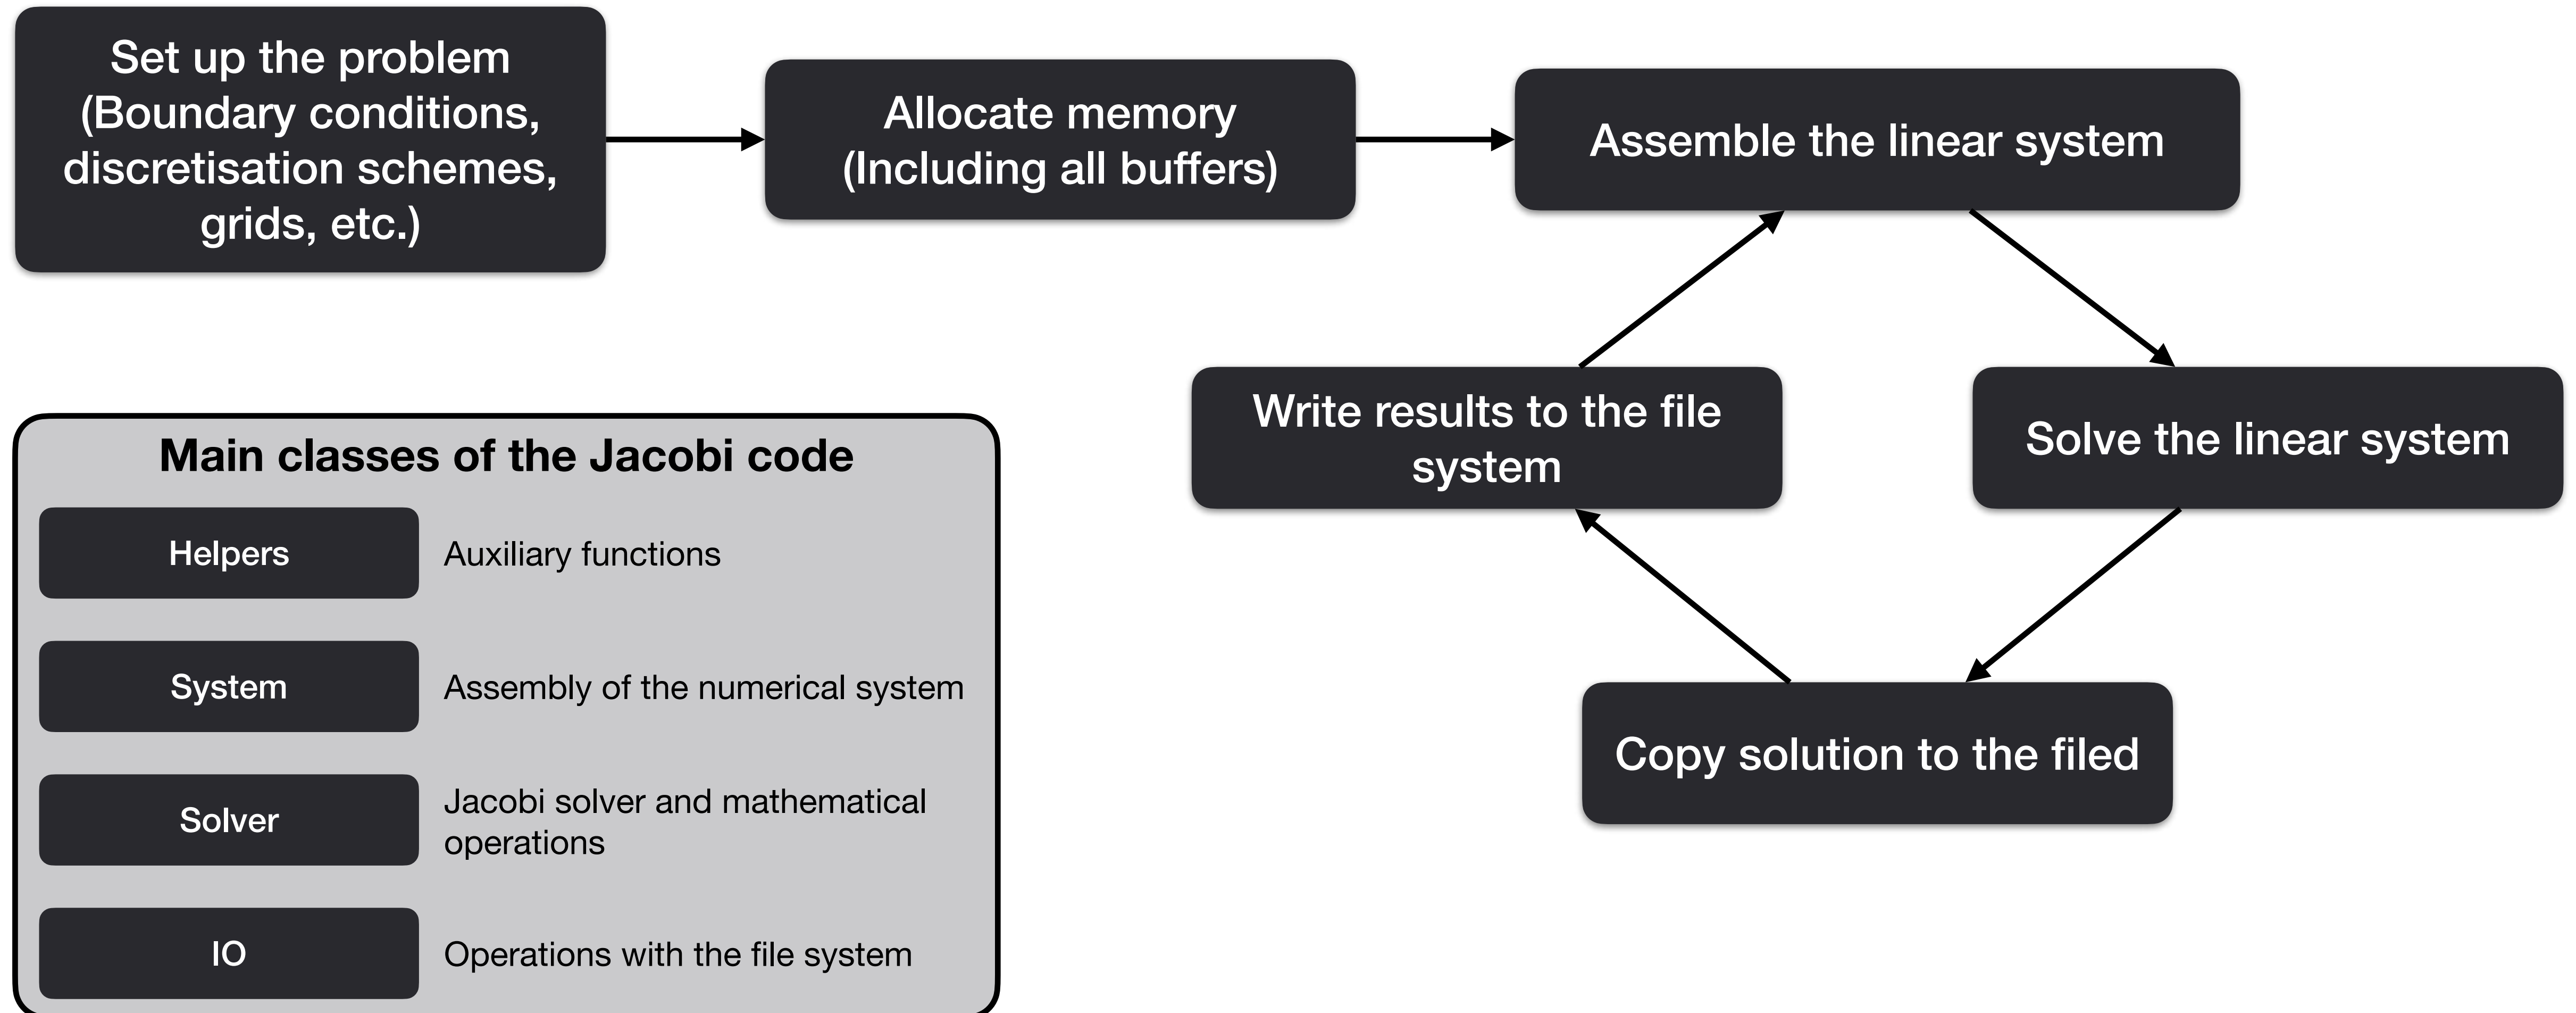 Set up the problem
(Boundary conditions,
discretisation schemes,
grids, etc.)
Allocate memory
(Including all buffers)
Assemble the linear system
Write results to the file
system
Solve the linear system
Copy solution to the filed
Main classes of the Jacobi code
Helpers
Auxiliary functions
System
Assembly of the numerical system
Solver
Jacobi solver and mathematical
operations
IO
Operations with the file system